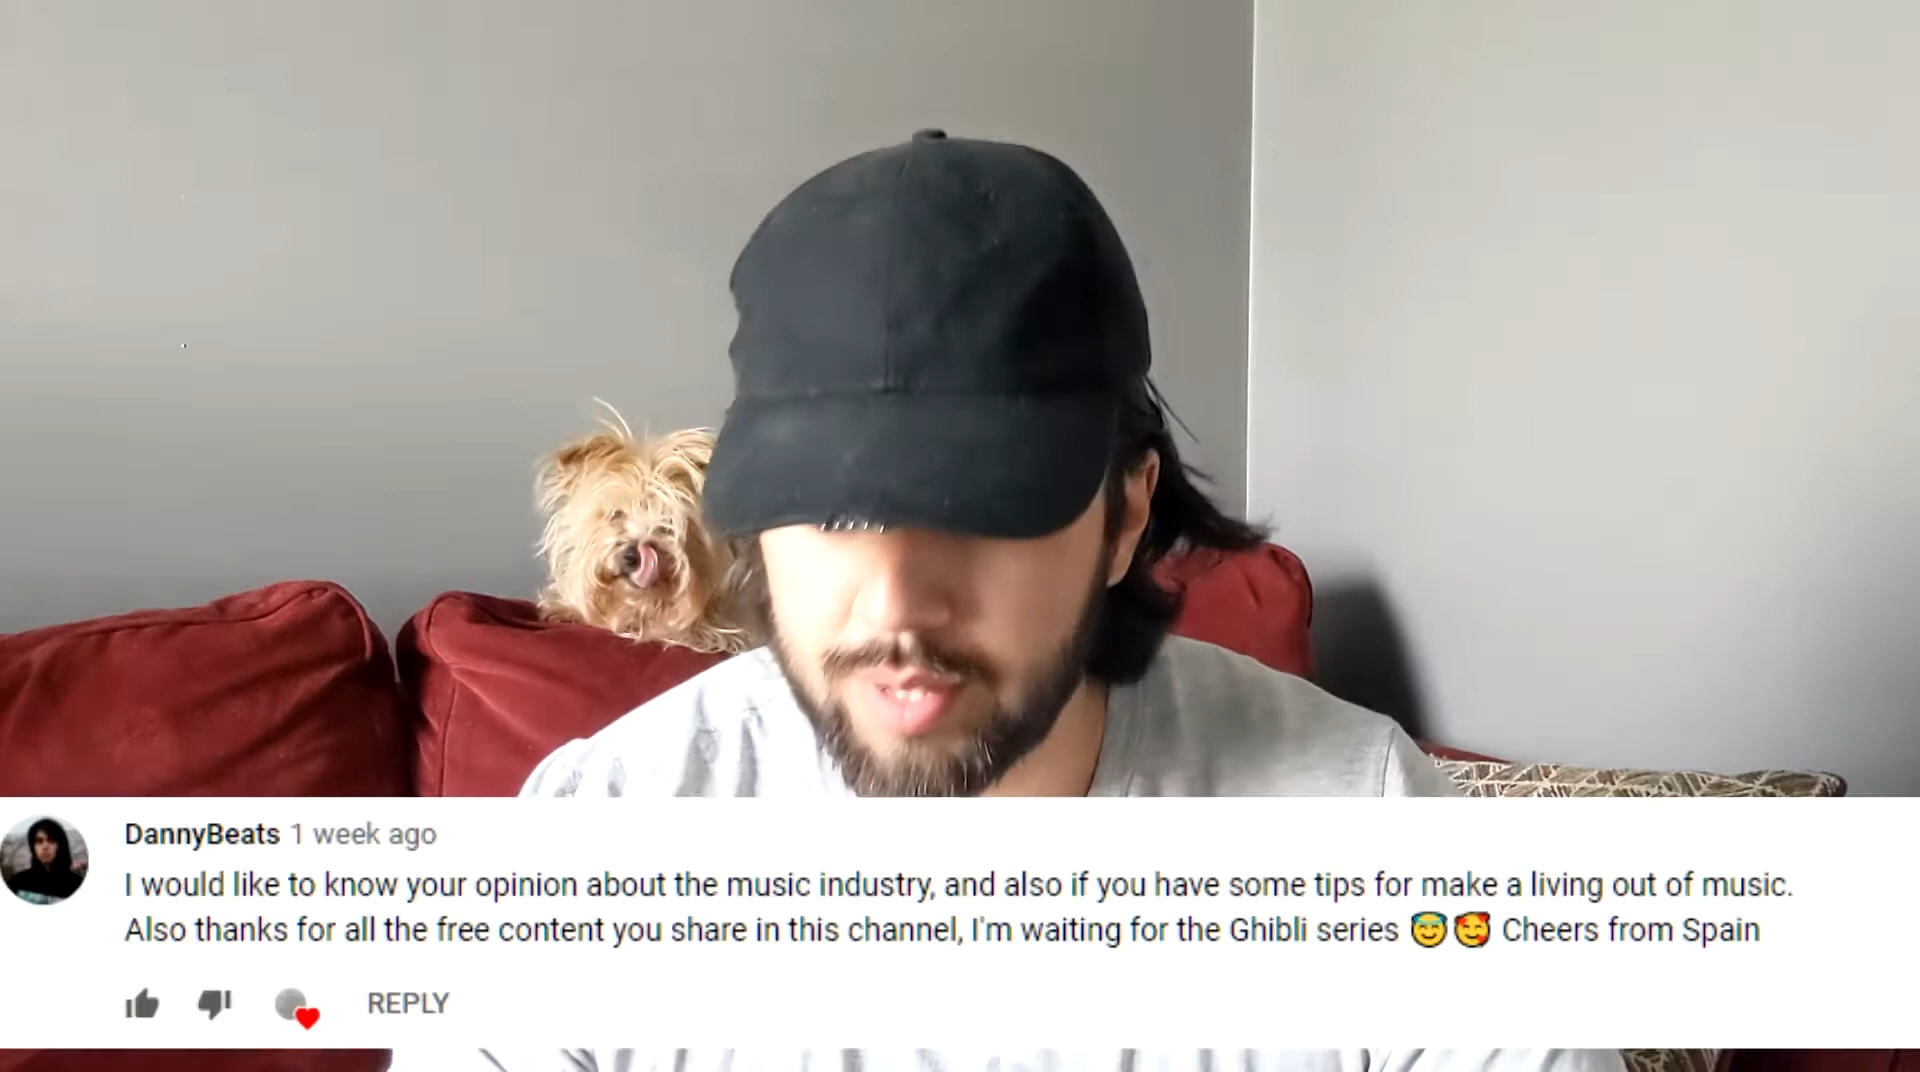 DannyBeats 1 week ago
I would like to know your opinion about the music industry, and also if you have some tips for make a living out of music.
Also thanks for all the free content you share in this channel, I'm waiting for the Ghibli series 😇🥰 Cheers from Spain
REPLY